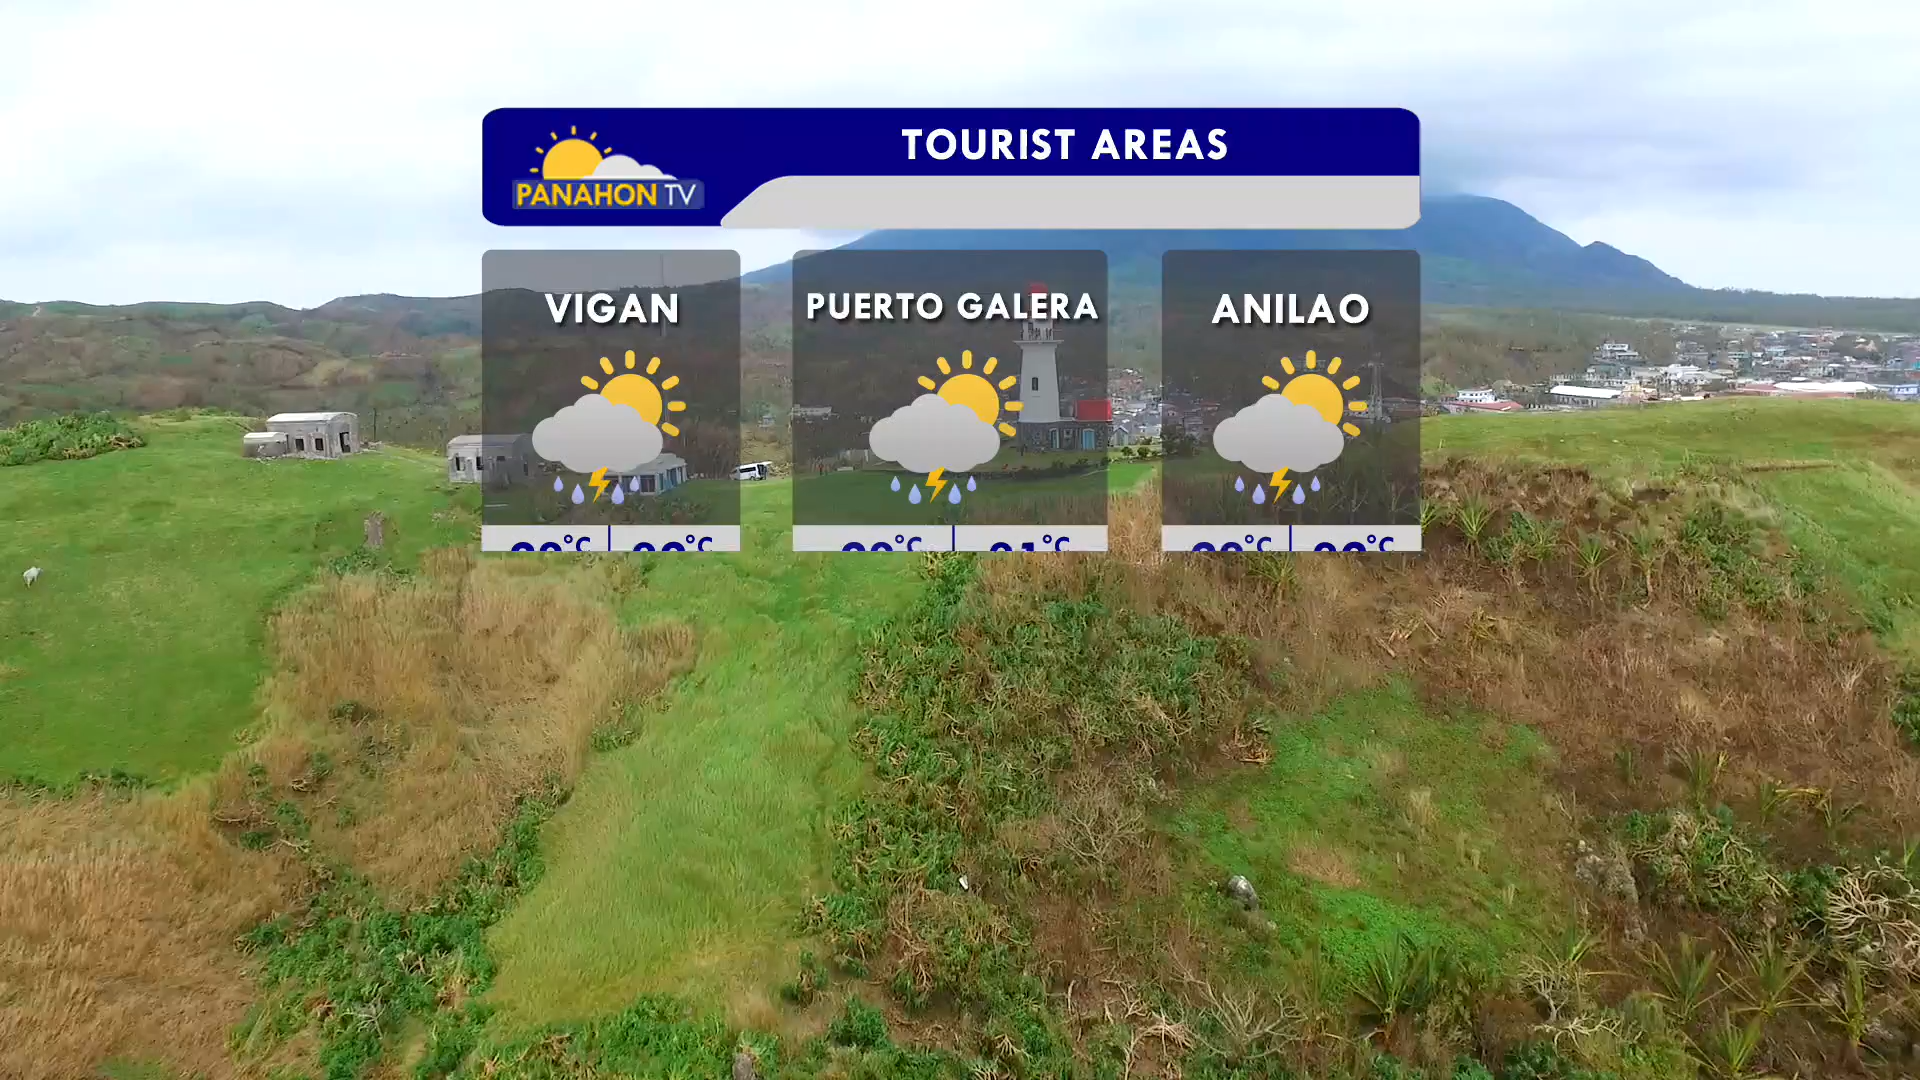 TOURIST AREAS
PANAHON TV
VIGAN
PUERTO GALERA
ANILAO